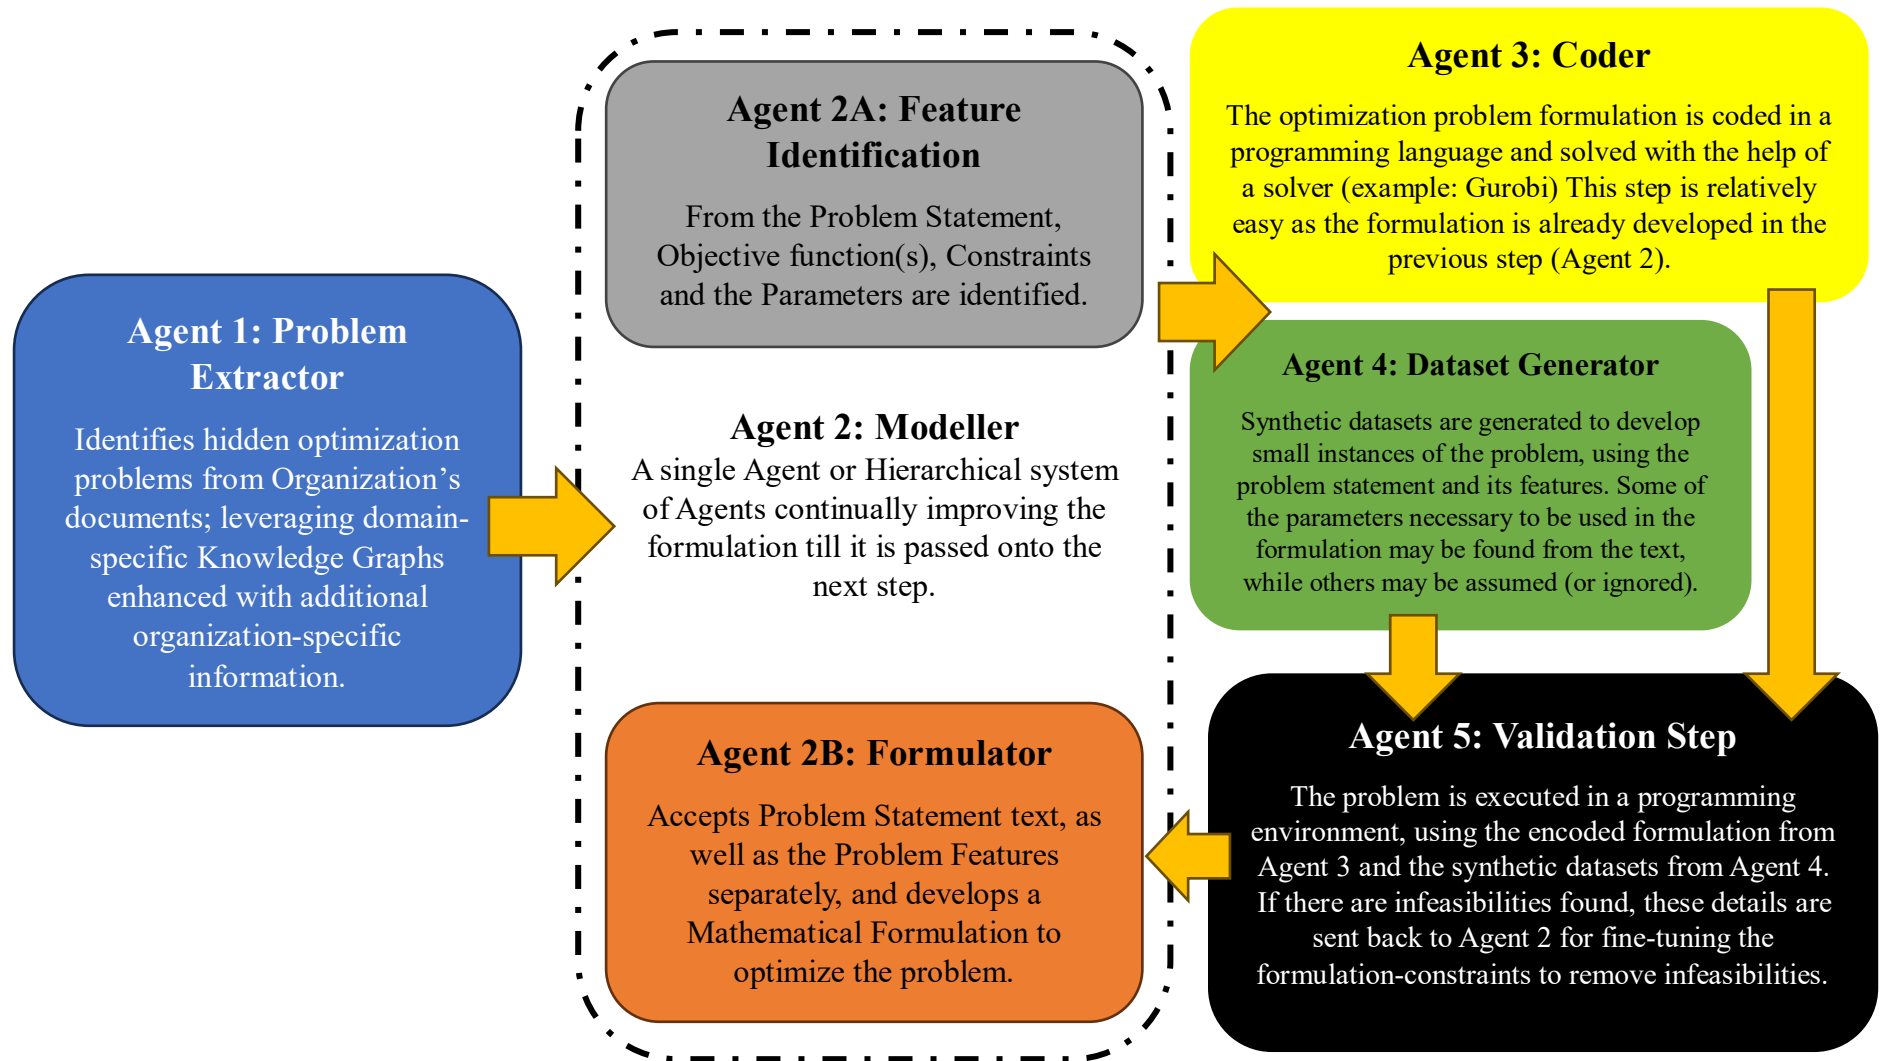 Agent 1: Problem
Extractor
Identifies hidden optimization
problems from Organization’s
documents; leveraging domain-
specific Knowledge Graphs
enhanced with additional
organization-specific
information.
Agent 2A: Feature
Identification
From the Problem Statement,
Objective function(s), Constraints
and the Parameters are identified.
Agent 2: Modeller
A single Agent or Hierarchical system
of Agents continually improving the
formulation till it is passed onto the
next step.
Agent 2B: Formulator
Accepts Problem Statement text, as
well as the Problem Features
separately, and develops a
Mathematical Formulation to
optimize the problem.
Agent 3: Coder
The optimization problem formulation is coded in a
programming language and solved with the help of
a solver (example: Gurobi) This step is relatively
easy as the formulation is already developed in the
previous step (Agent 2).
Agent 4: Dataset Generator
Synthetic datasets are generated to develop
small instances of the problem, using the
problem statement and its features. Some of
the parameters necessary to be used in the
formulation may be found from the text,
while others may be assumed (or ignored).
Agent 5: Validation Step
The problem is executed in a programming
environment, using the encoded formulation from
Agent 3 and the synthetic datasets from Agent 4.
If there are infeasibilities found, these details are
sent back to Agent 2 for fine-tuning the
formulation-constraints to remove infeasibilities.